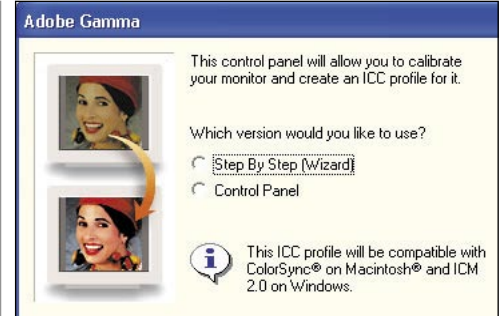 Adobe Gamma
This control panel will allow you to calibrate
your monitor and create an ICC profile for it.
Which version would you like to use?
Step By Step (Wizard)
Control Panel
This ICC profile will be compatible with
ColorSync® on Macintosh® and ICM
2.0 on Windows.